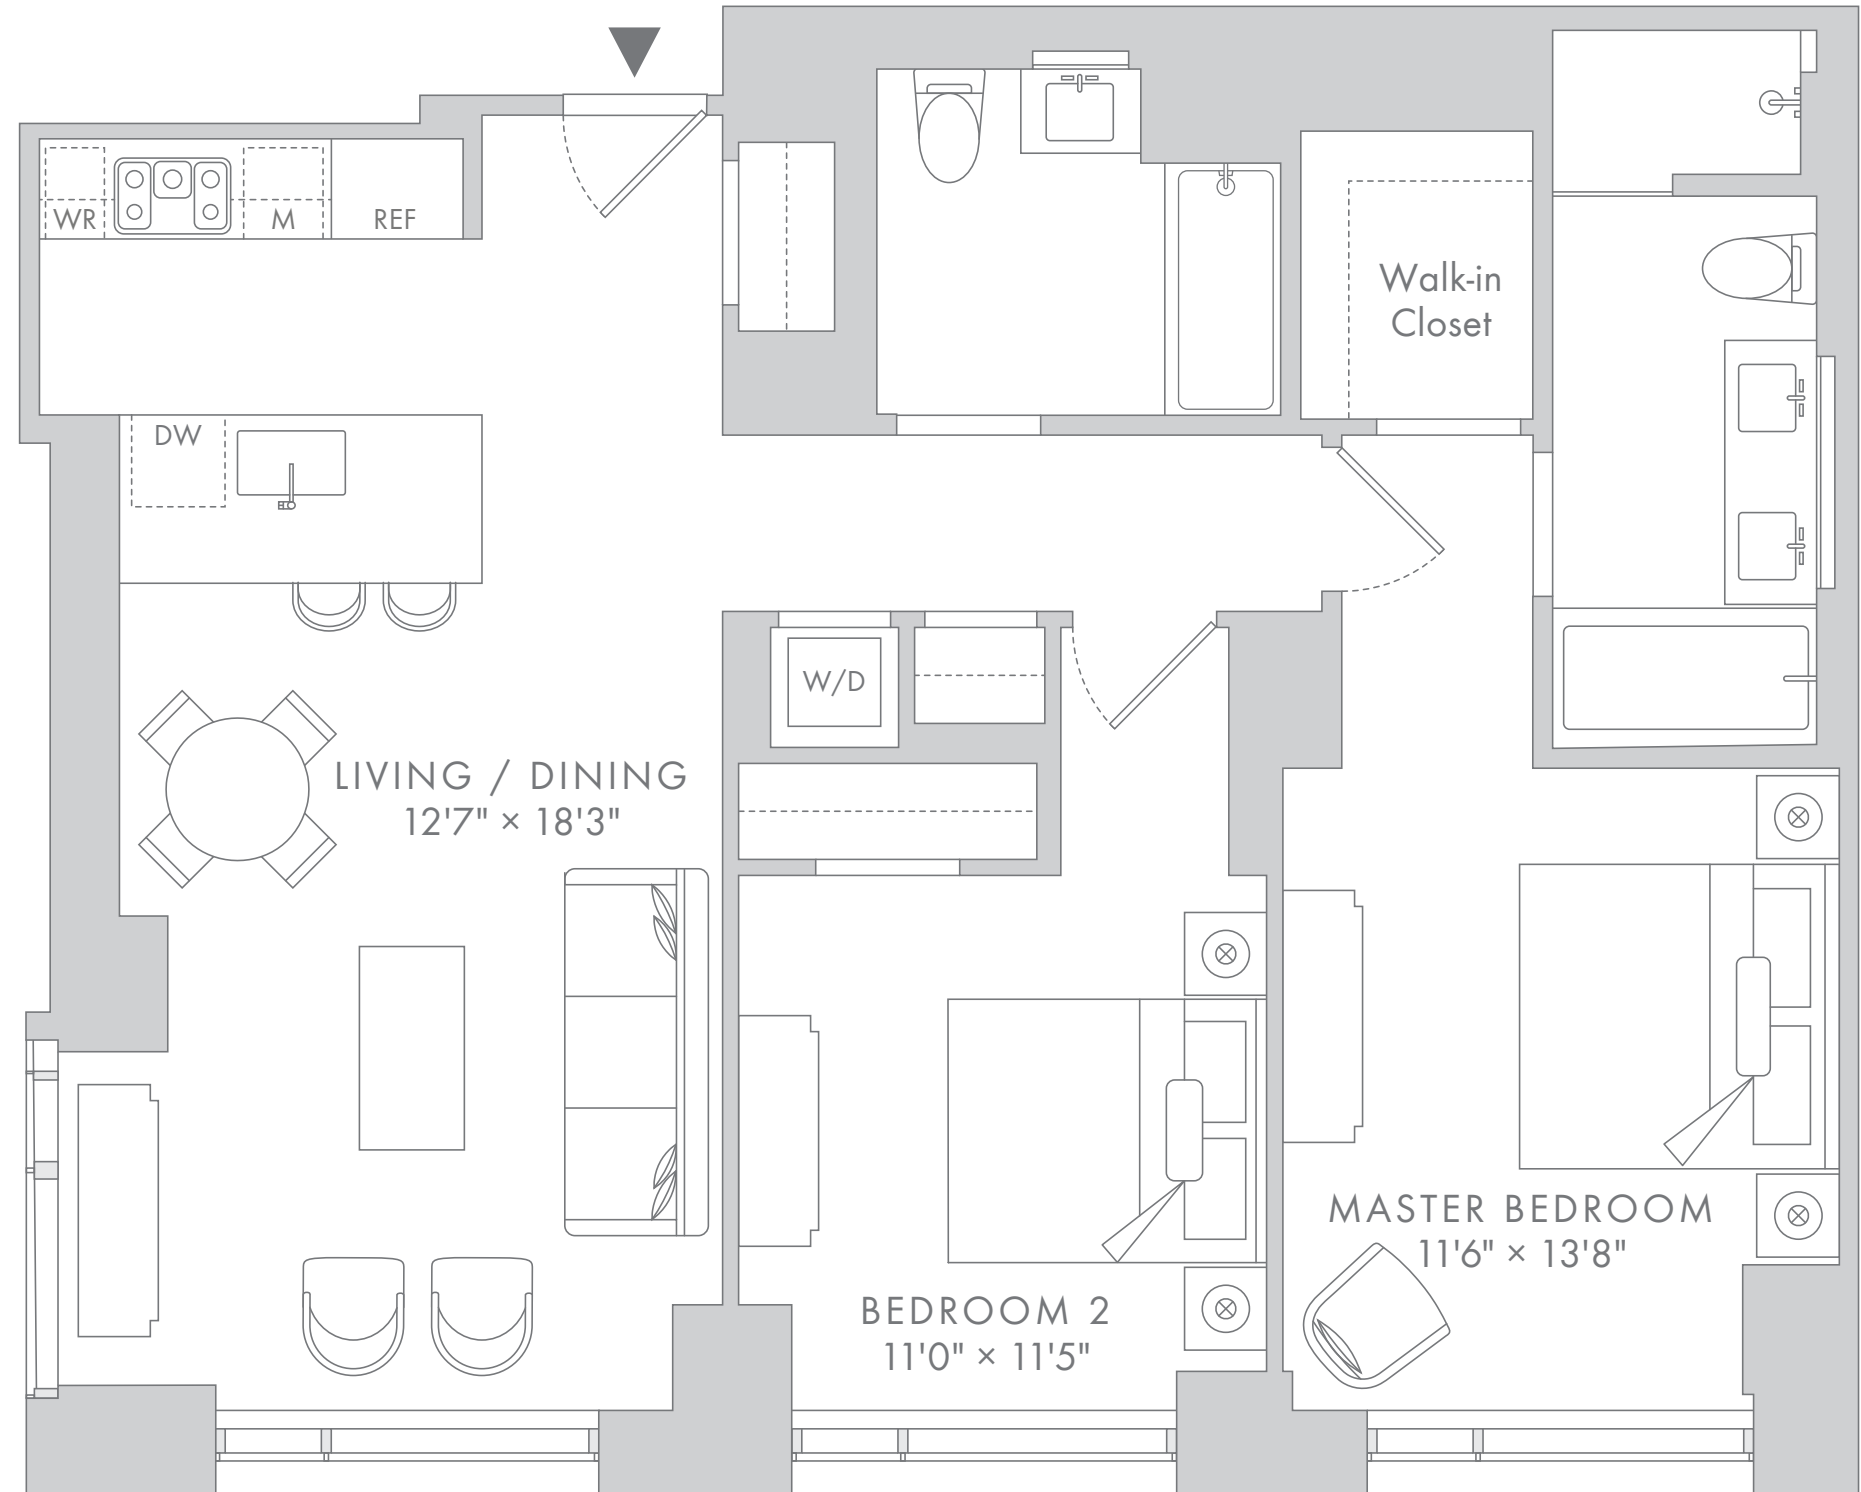 WR
M
REF
Walk-in
Closet
DW
W/D
LIVING / DINING
12'7" × 18'3"
MASTER BEDROOM
11'6" × 13'8"
BEDROOM 2
11'0" × 11'5"